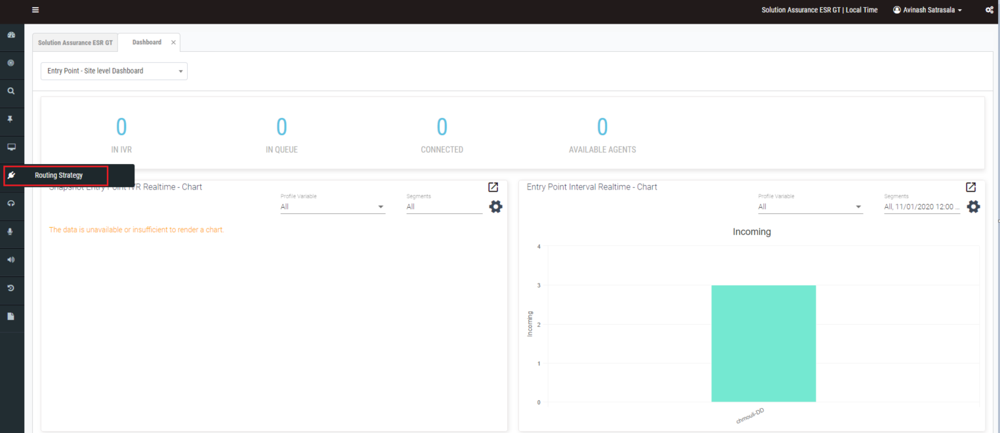 Solution Assurance ESR GT | Local Time
Avinash Satrasala
Solution Assurance ESR GT
Dashboard
Entry Point - Site level Dashboard
0
IN IVR
0
IN QUEUE
0
CONNECTED
0
AVAILABLE AGENTS
Routing Strategy
Snapshot Entry Point IVR Realtime - Chart
Profile Variable
All
Segments
All
The data is unavailable or insufficient to render a chart.
Entry Point Interval Realtime - Chart
Profile Variable
All
Segments
All, 11/01/2020 12:00 ...
Incoming
Incoming
4
3
2
1
0
chmouli-DD